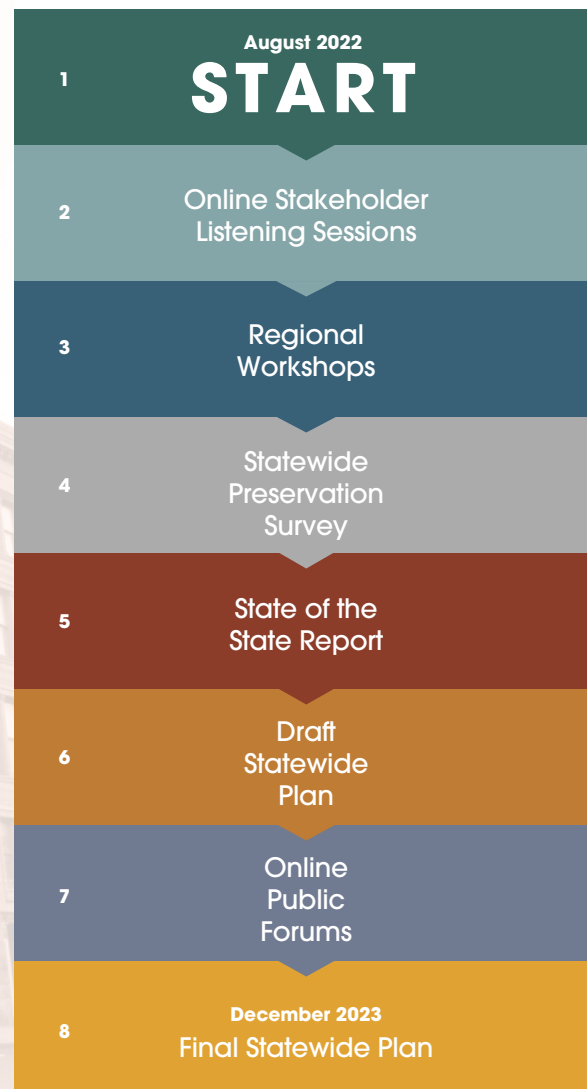 1
August 2022
START
2
Online Stakeholder
Listening Sessions
3
Regional
Workshops
4
Statewide
Preservation
Survey
5
State of the
State Report
6
Draft
Statewide
Plan
7
Online
Public
Forums
8
December 2023
Final Statewide Plan